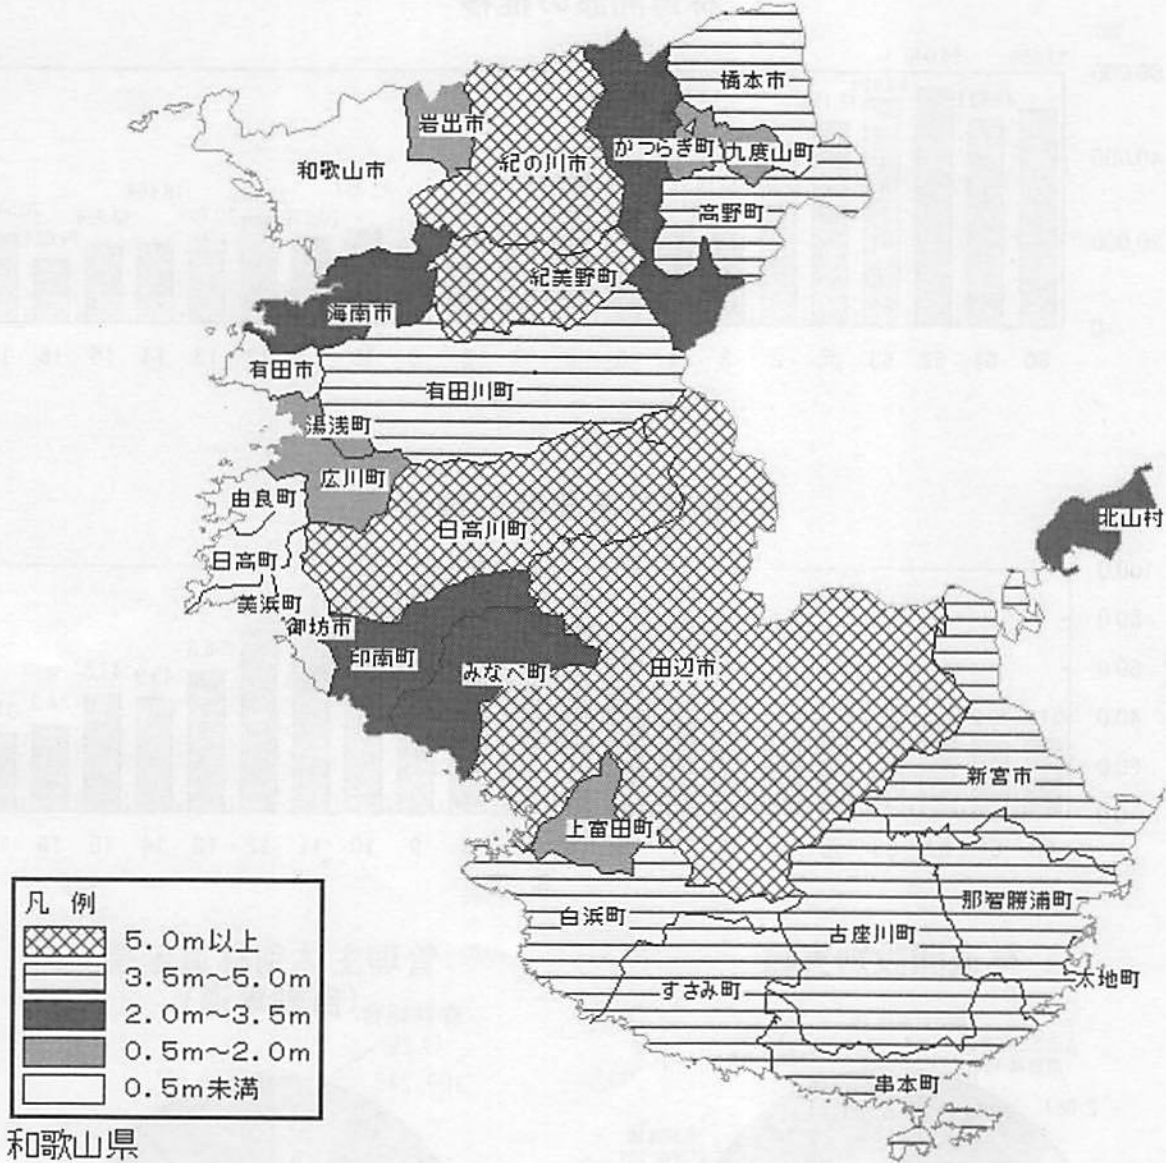 橋本市
岩出市
かつらぎ町
九度山町
和歌山市
紀の川市
高野町
紀美野町
海南市
有田市
有田川町
湯浅町
広川町
由良町
日高川町
北山村
日高町
美浜町
御坊市
印南町
みなべ町
田辺市
新宮市
上富田町
那智勝浦町
白浜町
古座川町
太地町
すさみ町
串本町
凡 例
5.0m以上
3.5m～5.0m
2.0m～3.5m
0.5m～2.0m
0.5m未満
和歌山県